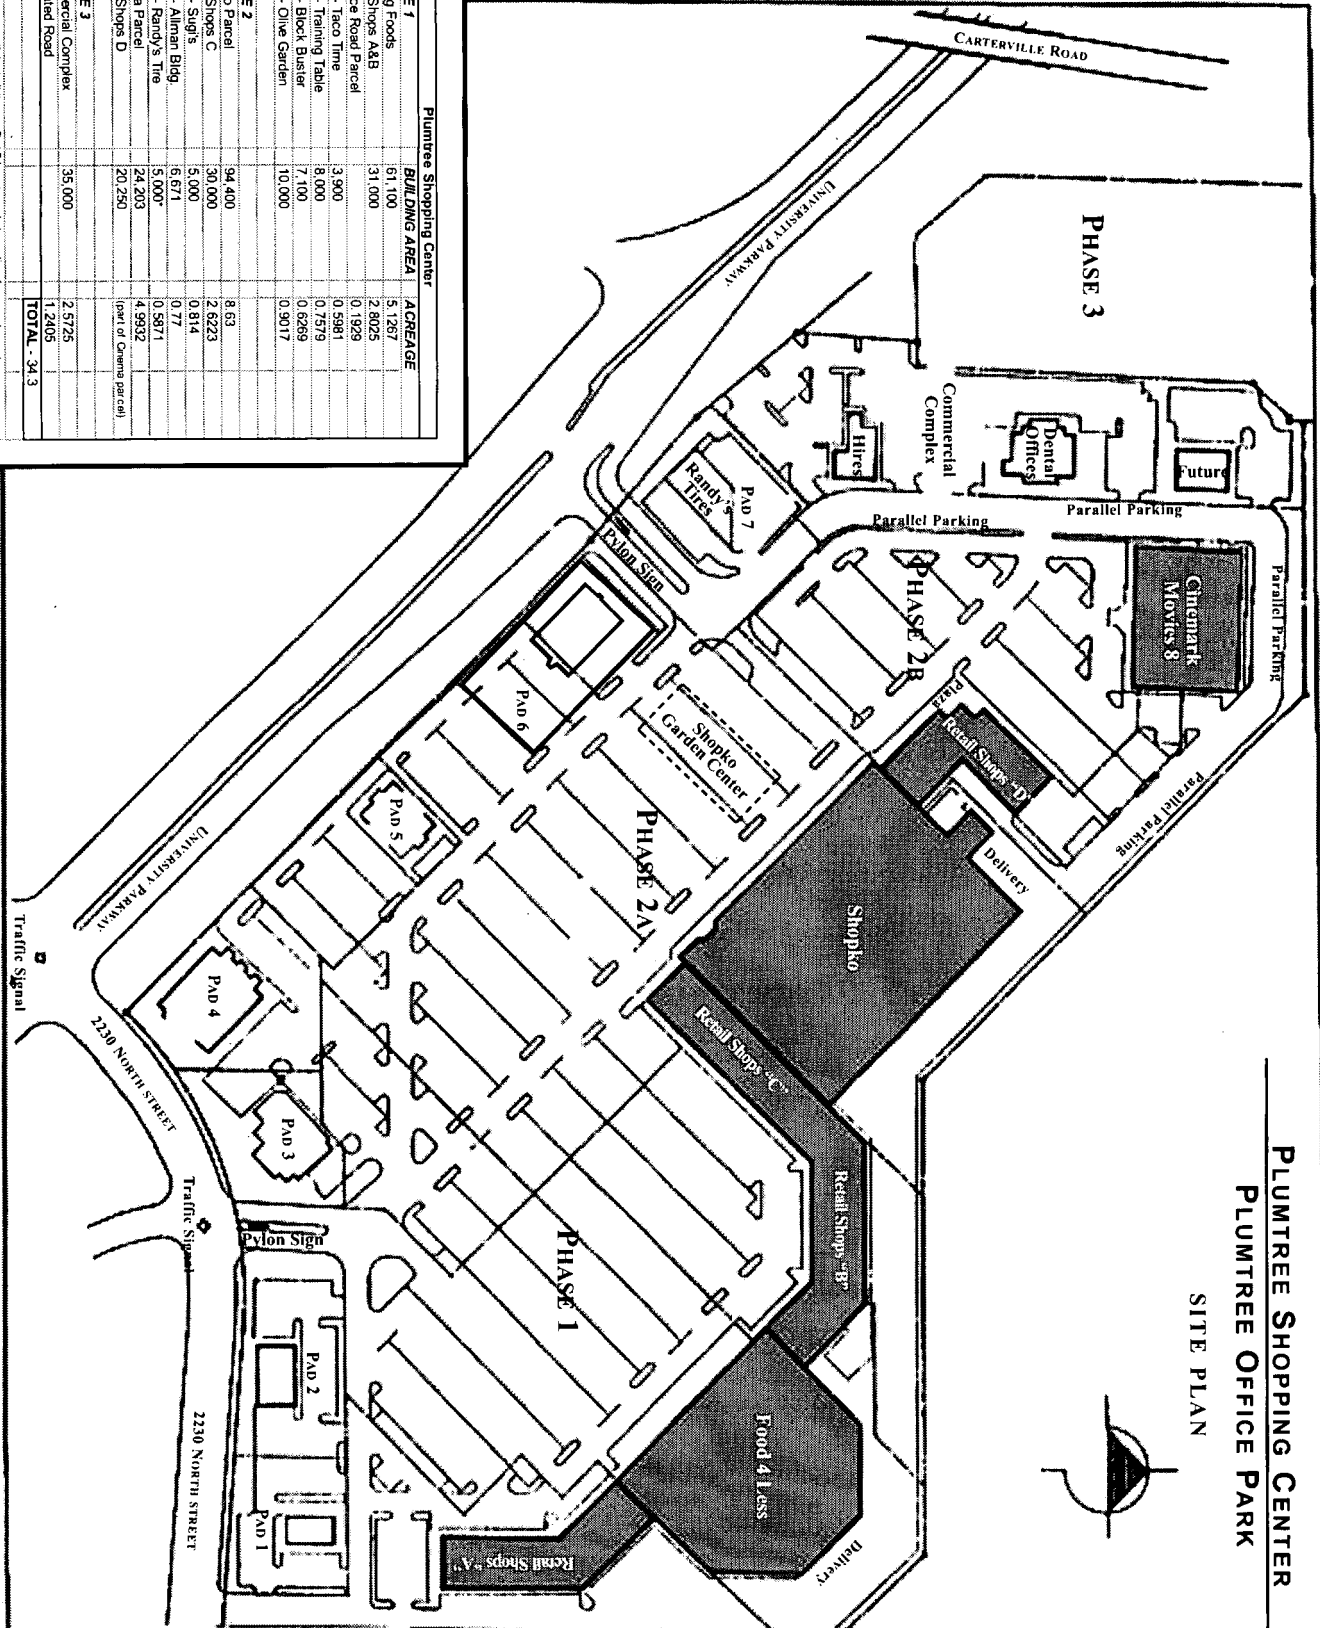 PLUMTREE SHOPPING CENTER
PLUMTREE OFFICE PARK
SITE PLAN
CARTERVILLE ROAD
UNIVERSITY PARKWAY
PHASE 3
Commercial
Complex
Hires
Dental
Offices
Future
Parallel Parking
Parallel Parking
Parallel Parking
Parallel Parking
Cinemark
Movies 8
PAD 7
Randy's
Tires
Pylon Sign
PHASE 2B
Plaza
Retail Shops "D"
Delivery
PAD 6
Shopko
Garden Center
PHASE 2A
Shopko
PAD 5
UNIVERSITY PARKWAY
Retail Shops "C"
Traffic Signal
PAD 4
2230 NORTH STREET
PAD 3
Retail Shops "B"
Traffic Signal
Pylon Sign
PHASE 1
PAD 2
Food 4 Less
2230 NORTH STREET
PAD 1
Retail Shops "A"
Delivery
Plumtree Shopping Center
BUILDING AREA ACREAGE
E 1
g Foods 61,100 5.1267
Shops A&B 31,000 2.8025
ce Road Parcel 0.1929
- Taco Time 3,900 0.5981
- Training Table 8,000 0.7579
- Block Buster 7,100 0.6269
- Olive Garden 10,000 0.9017
E 2
o Parcel 94,400 8.63
Shops C 30,000 2.6223
- Sugi's 5,000 0.814
- Allman Bldg. 6,671 0.77
- Randy's Tire 5,000* 0.5871
a Parcel 24,203 4.9932
Shops D 20,250 (part of Cinema parcel)
E 3
ercial Complex 35,000 2.5725
ated Road 1.2405
TOTAL - 34.3